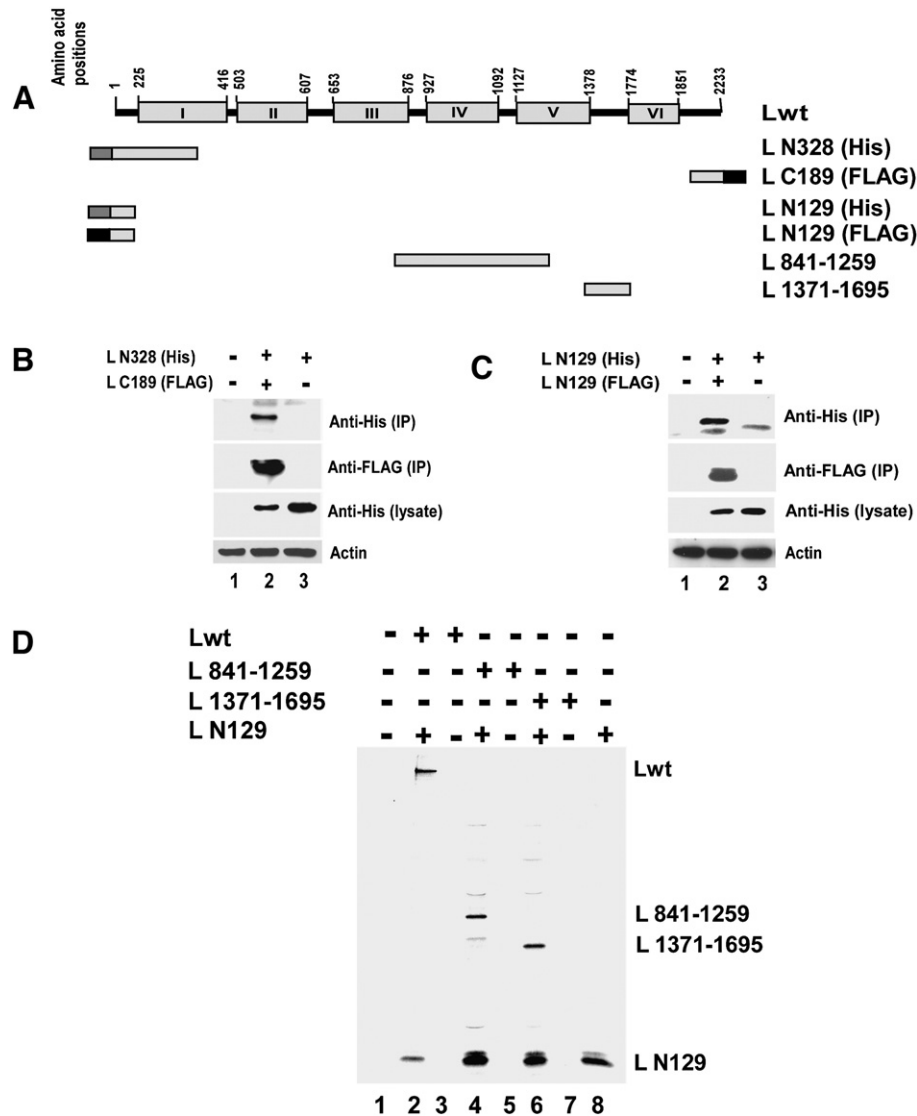 Amino acid
positions
1 225 416 503 607 653 876 927 1092 1127 1378 1774 1851 2233
A
I II III IV V VI Lwt
L N328 (His)
L C189 (FLAG)
L N129 (His)
L N129 (FLAG)
L 841-1259
L 1371-1695
B
L N328 (His) - + +
L C189 (FLAG) - + -
Anti-His (IP)
Anti-FLAG (IP)
Anti-His (lysate)
Actin
1 2 3
C
L N129 (His) - + +
L N129 (FLAG) - + -
Anti-His (IP)
Anti-FLAG (IP)
Anti-His (lysate)
Actin
1 2 3
D
Lwt - + + - - - - -
L 841-1259 - - - + + - - -
L 1371-1695 - - - - - + + -
L N129 - + - + - + - +
Lwt
L 841-1259
L 1371-1695
L N129
1 2 3 4 5 6 7 8